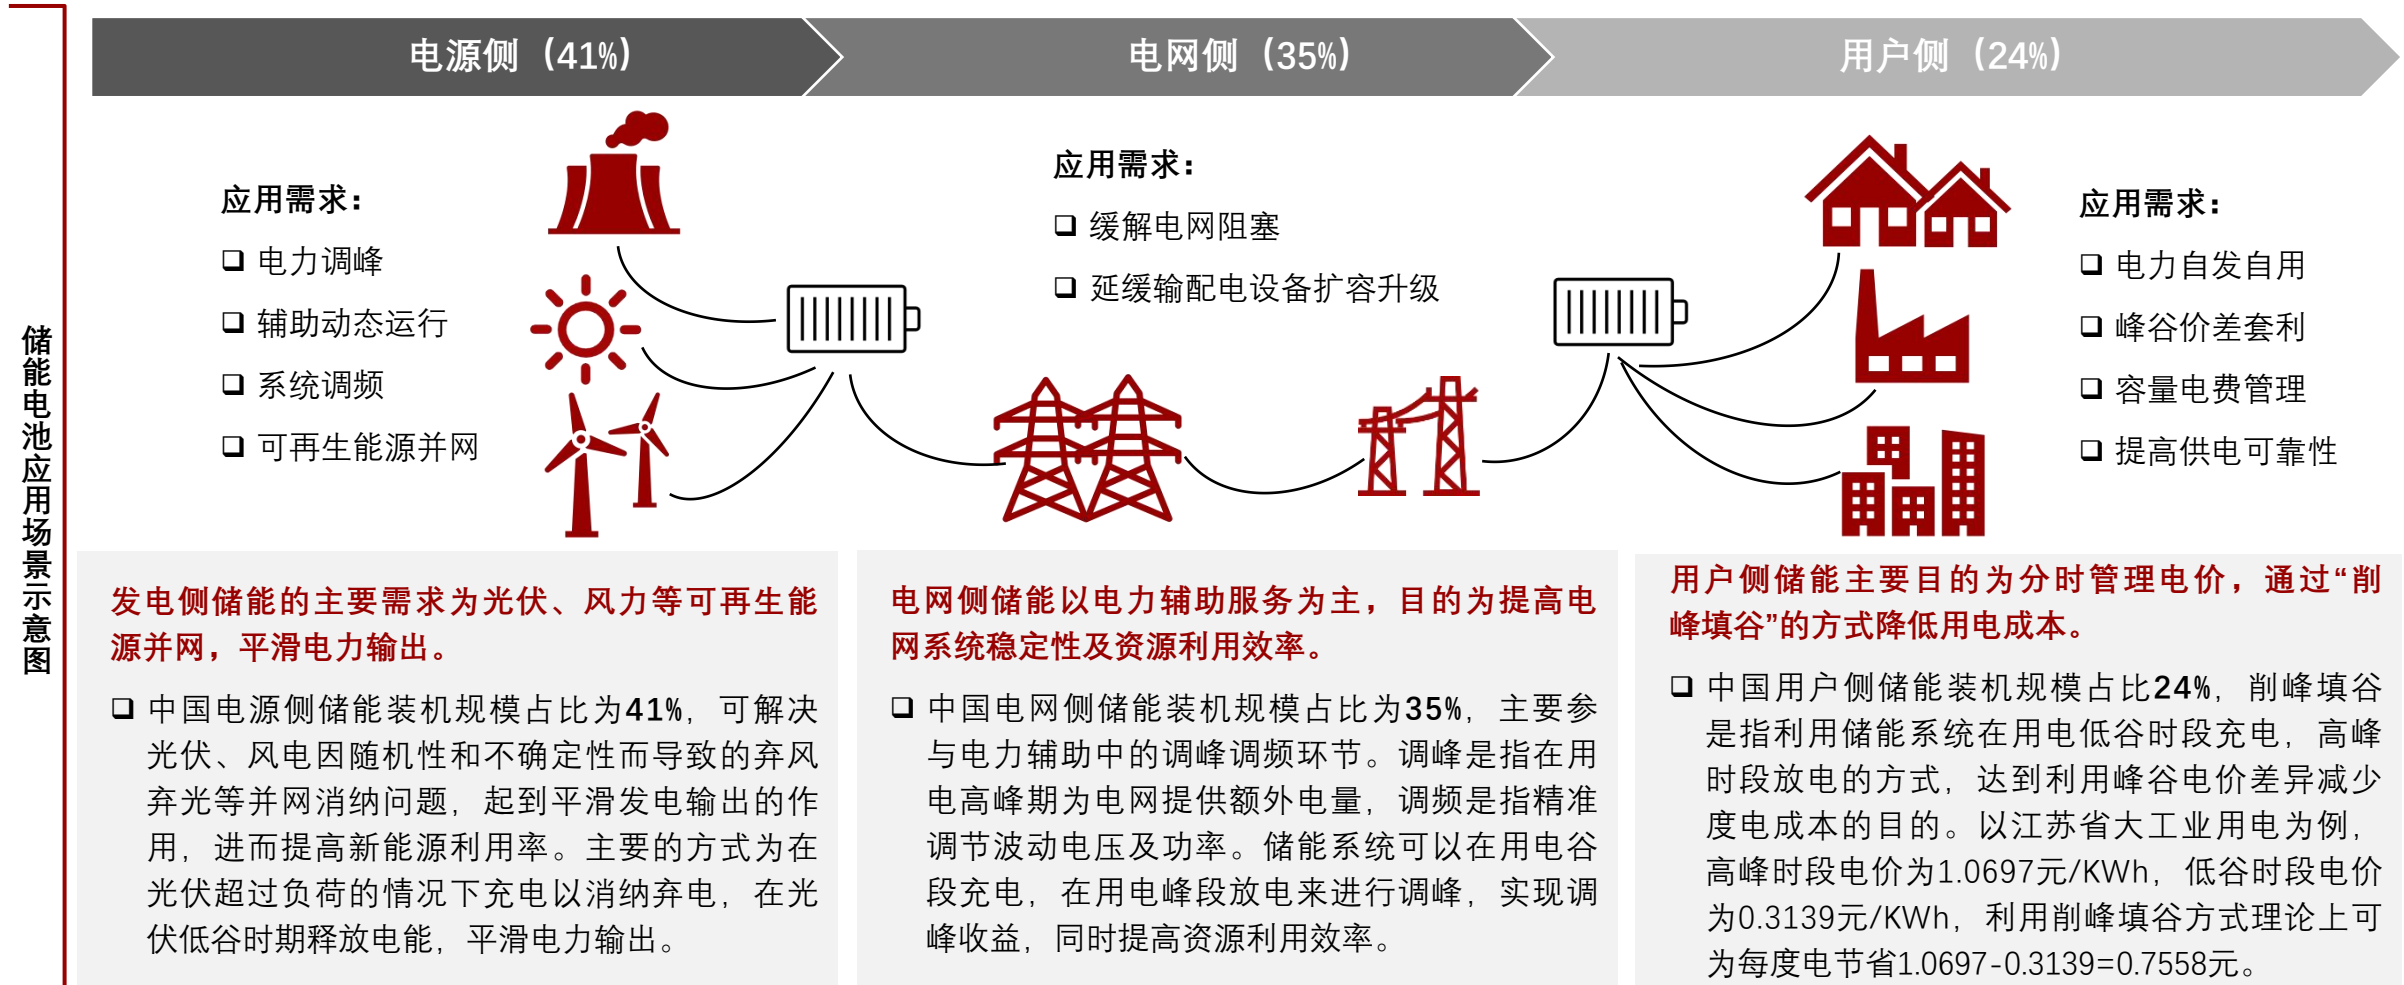 储能电池应用场景示意图
电源侧（41%）
电网侧（35%）
用户侧（24%）
应用需求：
❑ 电力调峰
❑ 辅助动态运行
❑ 系统调频
❑ 可再生能源并网
应用需求：
❑ 缓解电网阻塞
❑ 延缓输配电设备扩容升级
应用需求：
❑ 电力自发自用
❑ 峰谷价差套利
❑ 容量电费管理
❑ 提高供电可靠性
发电侧储能的主要需求为光伏、风力等可再生能
源并网，平滑电力输出。
❑ 中国电源侧储能装机规模占比为41%，可解决
光伏、风电因随机性和不确定性而导致的弃风
弃光等并网消纳问题，起到平滑发电输出的作
用，进而提高新能源利用率。主要的方式为在
光伏超过负荷的情况下充电以消纳弃电，在光
伏低谷时期释放电能，平滑电力输出。
电网侧储能以电力辅助服务为主，目的为提高电
网系统稳定性及资源利用效率。
❑ 中国电网侧储能装机规模占比为35%，主要参
与电力辅助中的调峰调频环节。调峰是指在用
电高峰期为电网提供额外电量，调频是指精准
调节波动电压及功率。储能系统可以在用电谷
段充电，在用电峰段放电来进行调峰，实现调
峰收益，同时提高资源利用效率。
用户侧储能主要目的为分时管理电价，通过“削
峰填谷”的方式降低用电成本。
❑ 中国用户侧储能装机规模占比24%，削峰填谷
是指利用储能系统在用电低谷时段充电，高峰
时段放电的方式，达到利用峰谷电价差异减少
度电成本的目的。以江苏省大工业用电为例，
高峰时段电价为1.0697元/KWh，低谷时段电价
为0.3139元/KWh，利用削峰填谷方式理论上可
为每度电节省1.0697-0.3139=0.7558元。